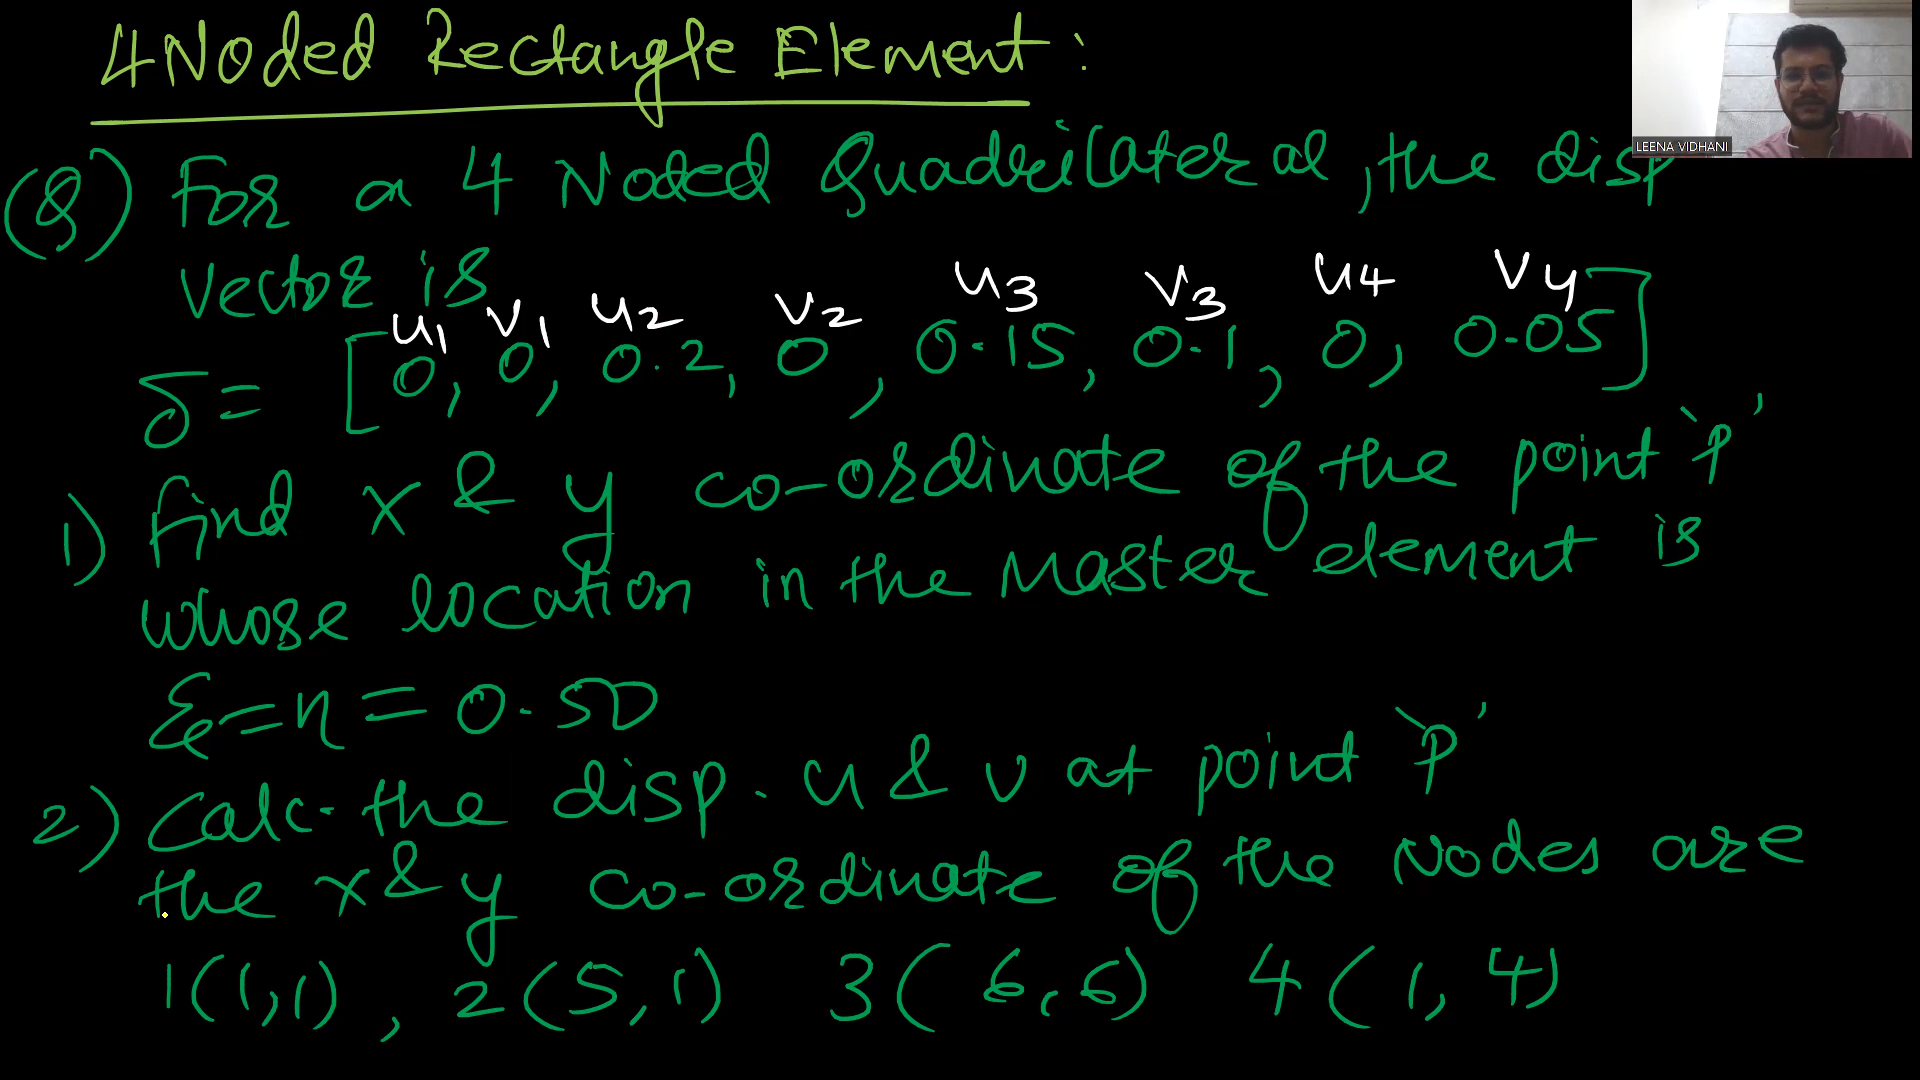 4 Noded Rectangle Element :
LEENA VIDHANI
(Q) For a 4 Noded Quadrilateral, the disp
vector is
u1 v1 u2 v2 u3 v3 u4 v4
δ = [0, 0, 0.2, 0, 0.15, 0.1, 0, 0.05]
1) Find x & y co-ordinate of the point 'P'
whose location in the Master element is
ξ = η = 0.50
2) Calc. the disp. u & v at point 'P'
the x & y co-ordinate of the Nodes are
1(1,1), 2(5,1) 3(6,6) 4(1,4)